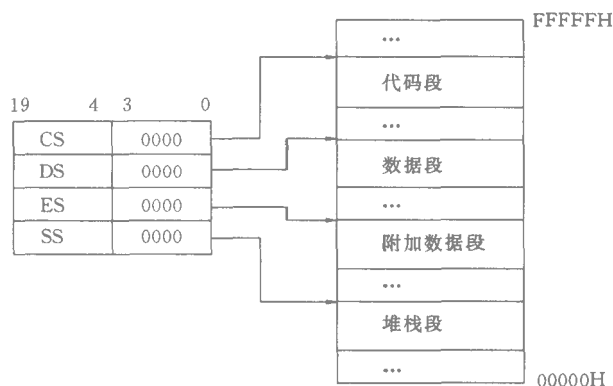 FFFFFH
…
代码段
…
数据段
…
附加数据段
…
堆栈段
…
00000H
19 4 3 0
CS 0000
DS 0000
ES 0000
SS 0000